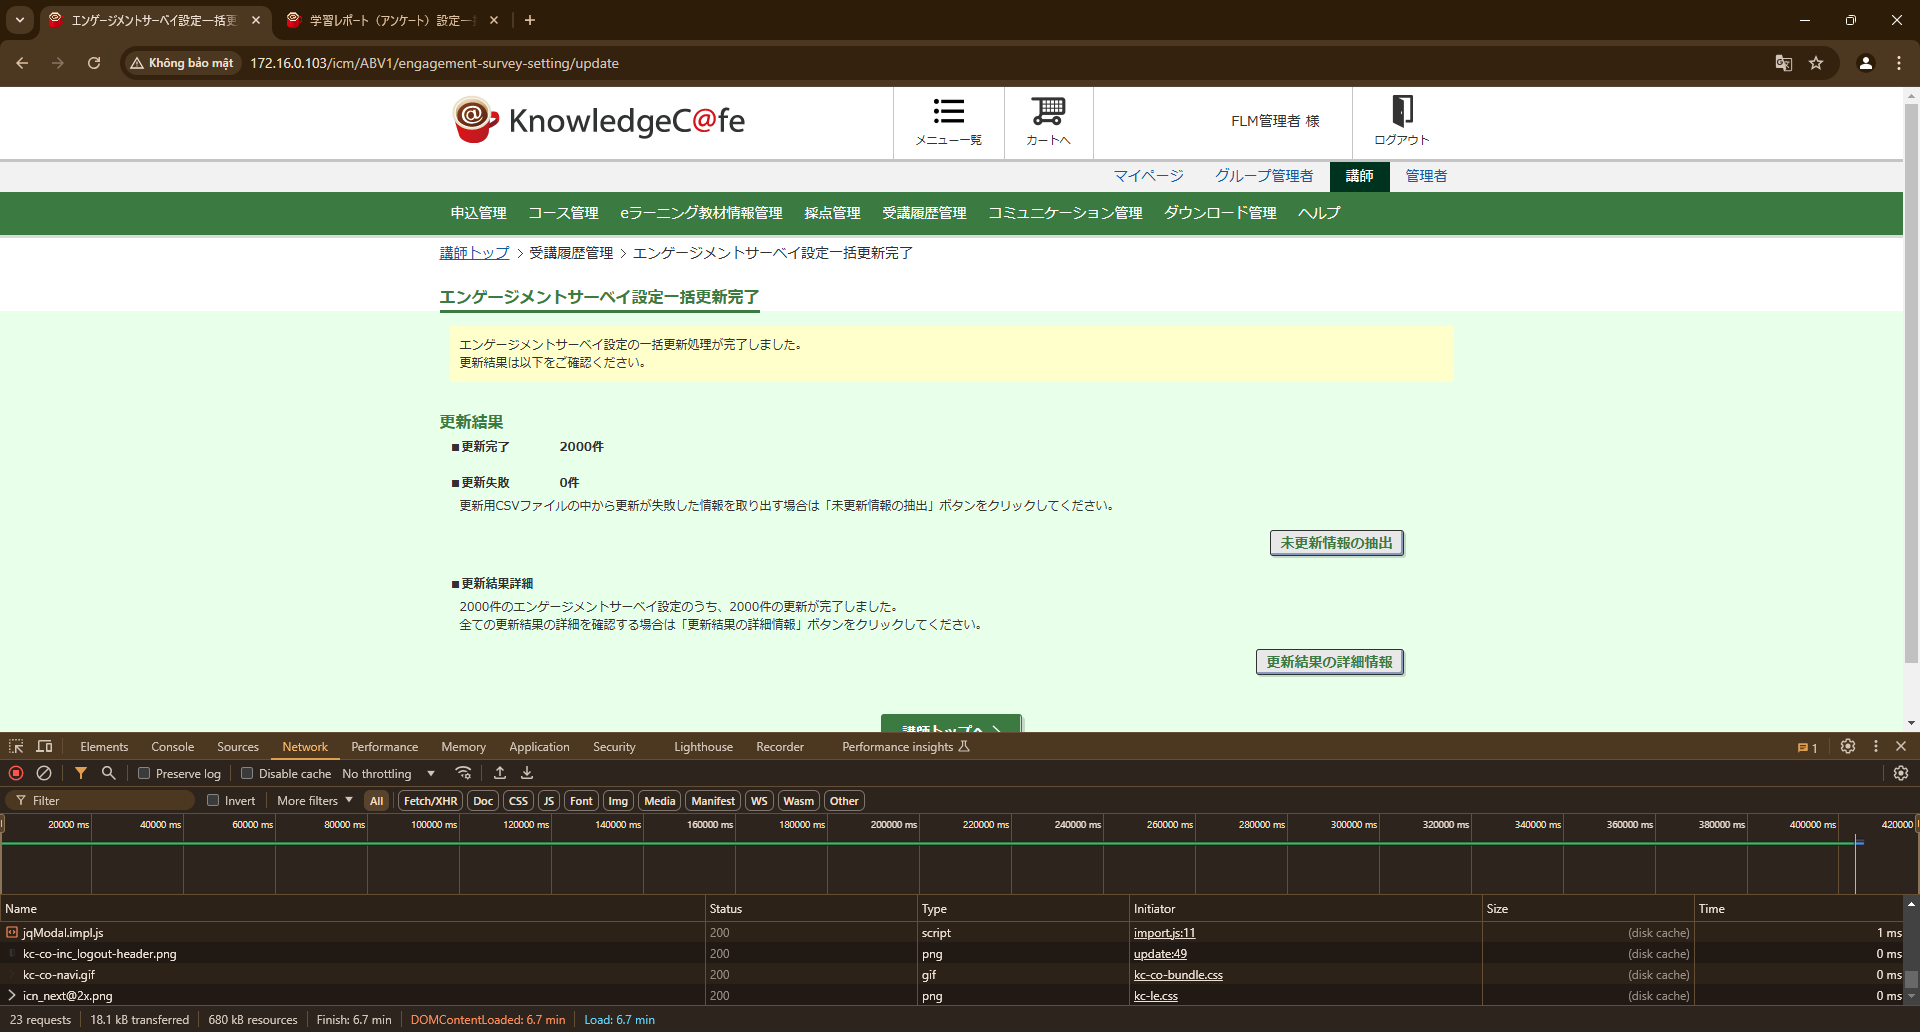 エンゲージメントサーベイ設定一括更
学習レポート（アンケート）設定一
Không bảo mật
172.16.0.103/icm/ABV1/engagement-survey-setting/update
KnowledgeC@fe
メニュー一覧
カートへ
FLM管理者 様
ログアウト
マイページ グループ管理者 講師 管理者
申込管理 コース管理 eラーニング教材情報管理 採点管理 受講履歴管理 コミュニケーション管理 ダウンロード管理 ヘルプ
講師トップ > 受講履歴管理 > エンゲージメントサーベイ設定一括更新完了
エンゲージメントサーベイ設定一括更新完了
エンゲージメントサーベイ設定の一括更新処理が完了しました。
更新結果は以下をご確認ください。
更新結果
■更新完了 2000件
■更新失敗 0件
更新用CSVファイルの中から更新が失敗した情報を取り出す場合は「未更新情報の抽出」ボタンをクリックしてください。
未更新情報の抽出
■更新結果詳細
2000件のエンゲージメントサーベイ設定のうち、2000件の更新が完了しました。
全ての更新結果の詳細を確認する場合は「更新結果の詳細情報」ボタンをクリックしてください。
更新結果の詳細情報
講師トップへ
Elements Console Sources Network Performance Memory Application Security Lighthouse Recorder Performance insights 1
Preserve log Disable cache No throttling
Filter Invert More filters All Fetch/XHR Doc CSS JS Font Img Media Manifest WS Wasm Other
20000 ms 40000 ms 60000 ms 80000 ms 100000 ms 120000 ms 140000 ms 160000 ms 180000 ms 200000 ms 220000 ms 240000 ms 260000 ms 280000 ms 300000 ms 320000 ms 340000 ms 360000 ms 380000 ms 400000 ms 420000
Name Status Type Initiator Size Time
jqModal.impl.js 200 script import.js:11 (disk cache) 1 ms
kc-co-inc_logout-header.png 200 png update:49 (disk cache) 0 ms
kc-co-navi.gif 200 gif kc-co-bundle.css (disk cache) 0 ms
icn_next@2x.png 200 png kc-le.css (disk cache) 0 ms
23 requests 18.1 kB transferred 680 kB resources Finish: 6.7 min DOMContentLoaded: 6.7 min Load: 6.7 min